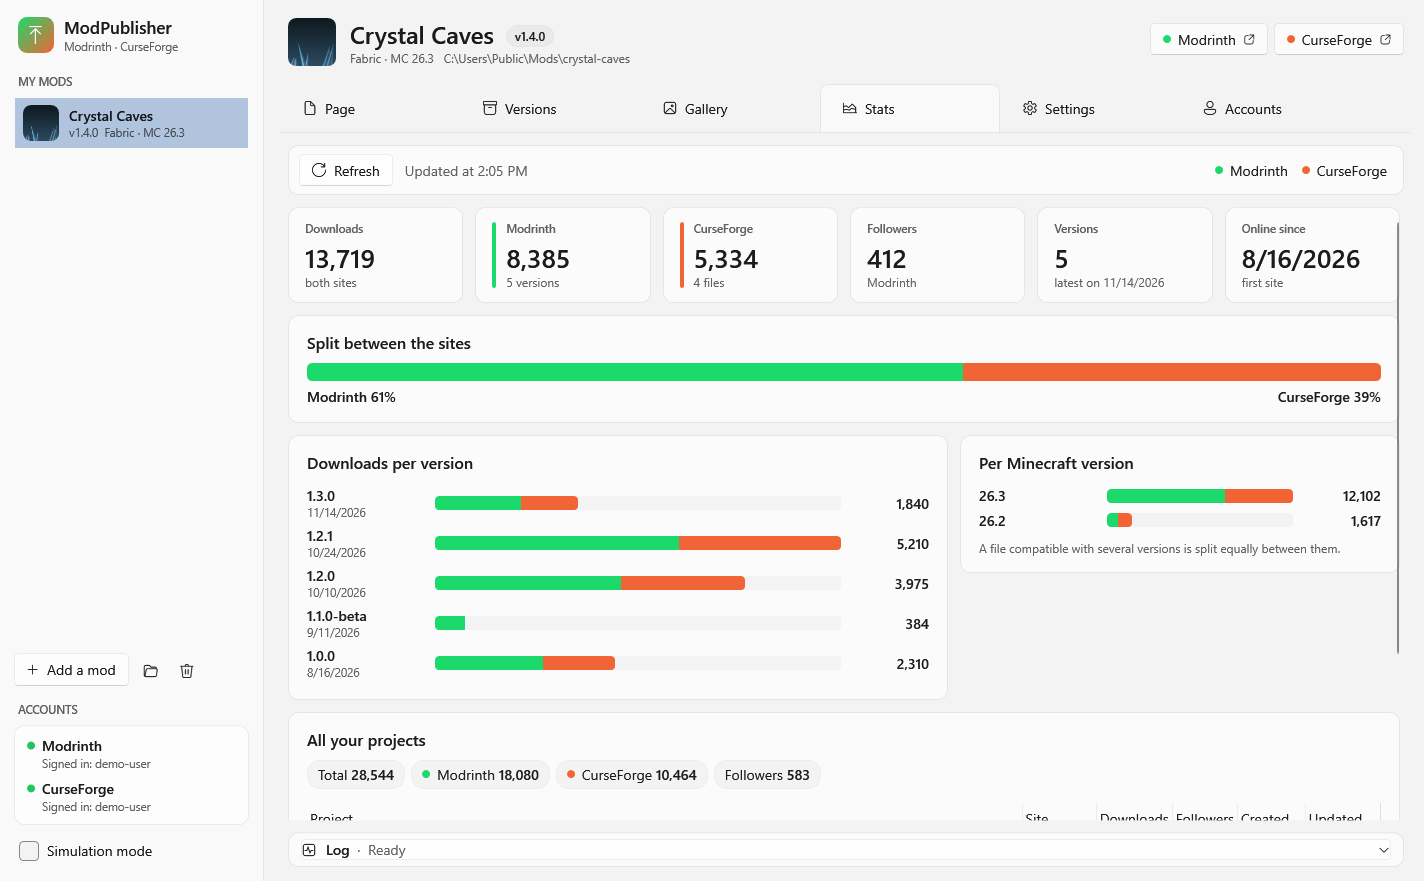 ModPublisher
Modrinth · CurseForge
MY MODS
Crystal Caves
v1.4.0 Fabric · MC 26.3
Add a mod
ACCOUNTS
Modrinth
Signed in: demo-user
CurseForge
Signed in: demo-user
Simulation mode
Crystal Caves v1.4.0
Fabric · MC 26.3 C:\Users\Public\Mods\crystal-caves
Modrinth CurseForge
Page Versions Gallery Stats Settings Accounts
Refresh Updated at 2:05 PM Modrinth CurseForge
Downloads
13,719
both sites
Modrinth
8,385
5 versions
CurseForge
5,334
4 files
Followers
412
Modrinth
Versions
5
latest on 11/14/2026
Online since
8/16/2026
first site
Split between the sites
Modrinth 61% CurseForge 39%
Downloads per version
1.3.0
11/14/2026
1,840
1.2.1
10/24/2026
5,210
1.2.0
10/10/2026
3,975
1.1.0-beta
9/11/2026
384
1.0.0
8/16/2026
2,310
Per Minecraft version
26.3 12,102
26.2 1,617
A file compatible with several versions is split equally between them.
All your projects
Total 28,544 Modrinth 18,080 CurseForge 10,464 Followers 583
Project Site Downloads Followers Created Updated
Log · Ready